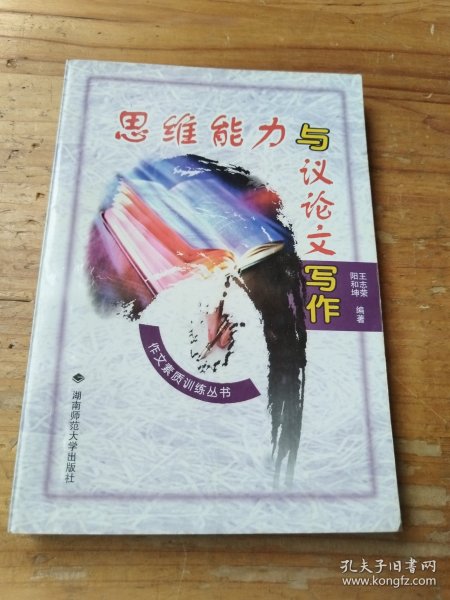 思维能力与议论文写作
王志荣
阳和坤
编著
作文素质训练丛书
湖南师范大学出版社
孔夫子旧书网
www.kongfz.com